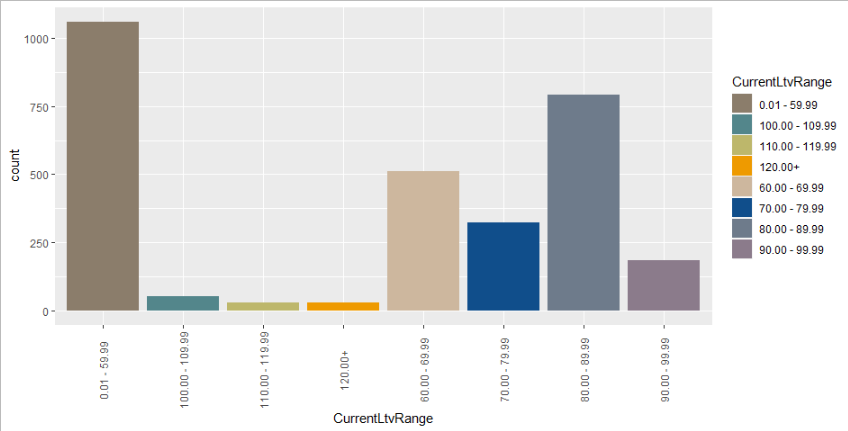 1000
750
500
250
0
count
0.01 - 59.99
100.00 - 109.99
110.00 - 119.99
120.00+
60.00 - 69.99
70.00 - 79.99
80.00 - 89.99
90.00 - 99.99
CurrentLtvRange
CurrentLtvRange
0.01 - 59.99
100.00 - 109.99
110.00 - 119.99
120.00+
60.00 - 69.99
70.00 - 79.99
80.00 - 89.99
90.00 - 99.99